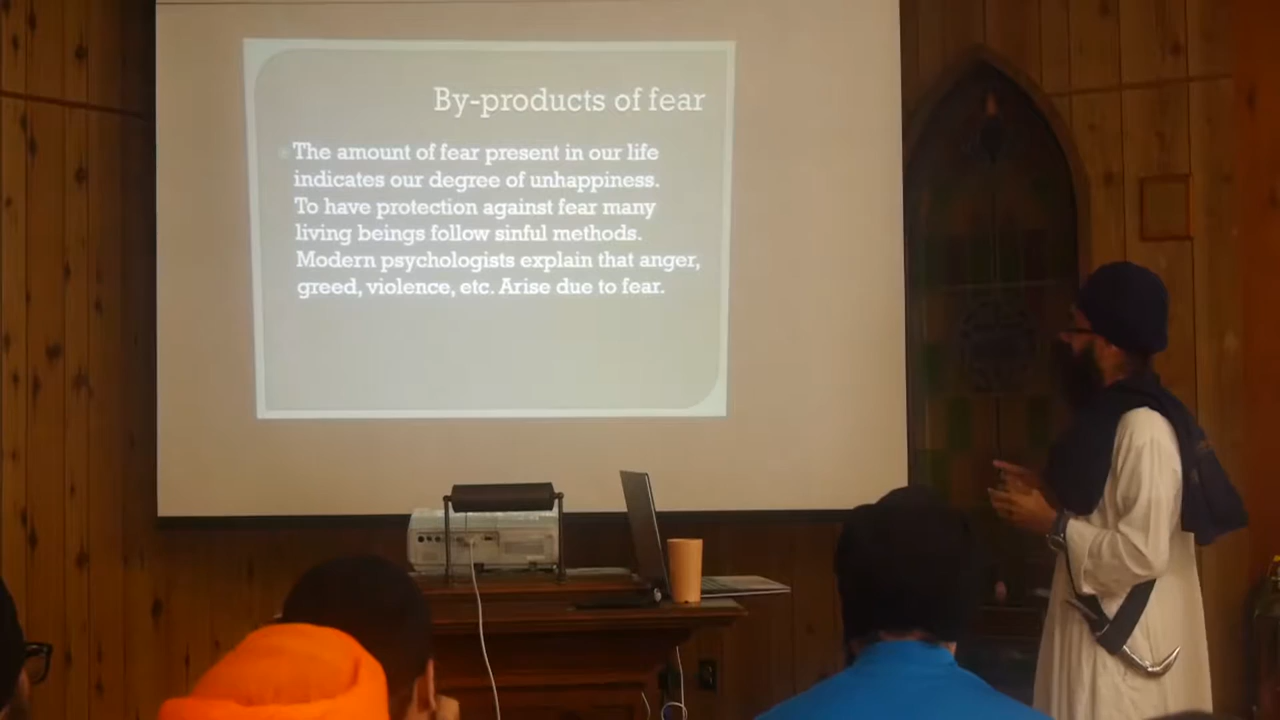 By-products of fear
The amount of fear present in our life
indicates our degree of unhappiness.
To have protection against fear many
living beings follow sinful methods.
Modern psychologists explain that anger,
greed, violence, etc. Arise due to fear.